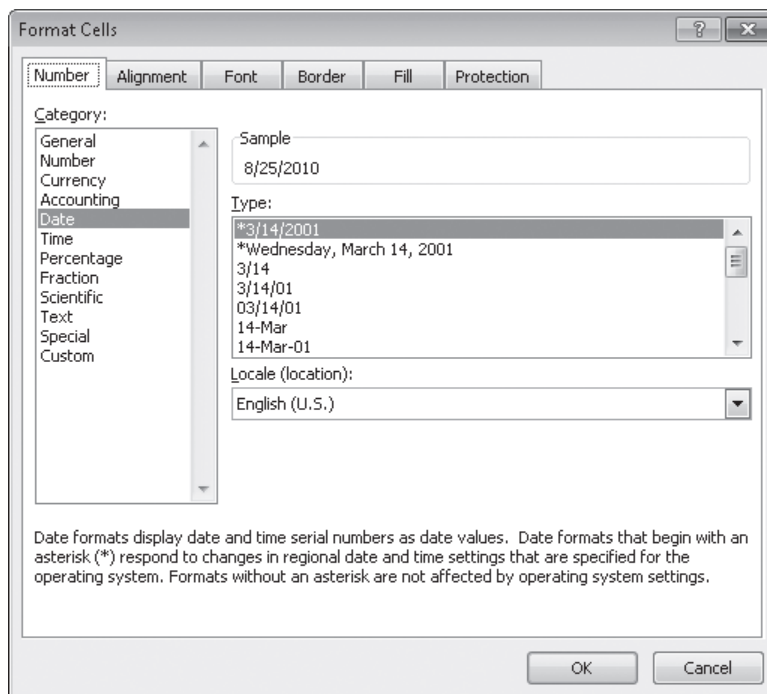 Format Cells
Number Alignment Font Border Fill Protection
Category:
General
Number
Currency
Accounting
Date
Time
Percentage
Fraction
Scientific
Text
Special
Custom
Sample
8/25/2010
Type:
*3/14/2001
*Wednesday, March 14, 2001
3/14
3/14/01
03/14/01
14-Mar
14-Mar-01
Locale (location):
English (U.S.)
Date formats display date and time serial numbers as date values.  Date formats that begin with an
asterisk (*) respond to changes in regional date and time settings that are specified for the
operating system. Formats without an asterisk are not affected by operating system settings.
OK Cancel